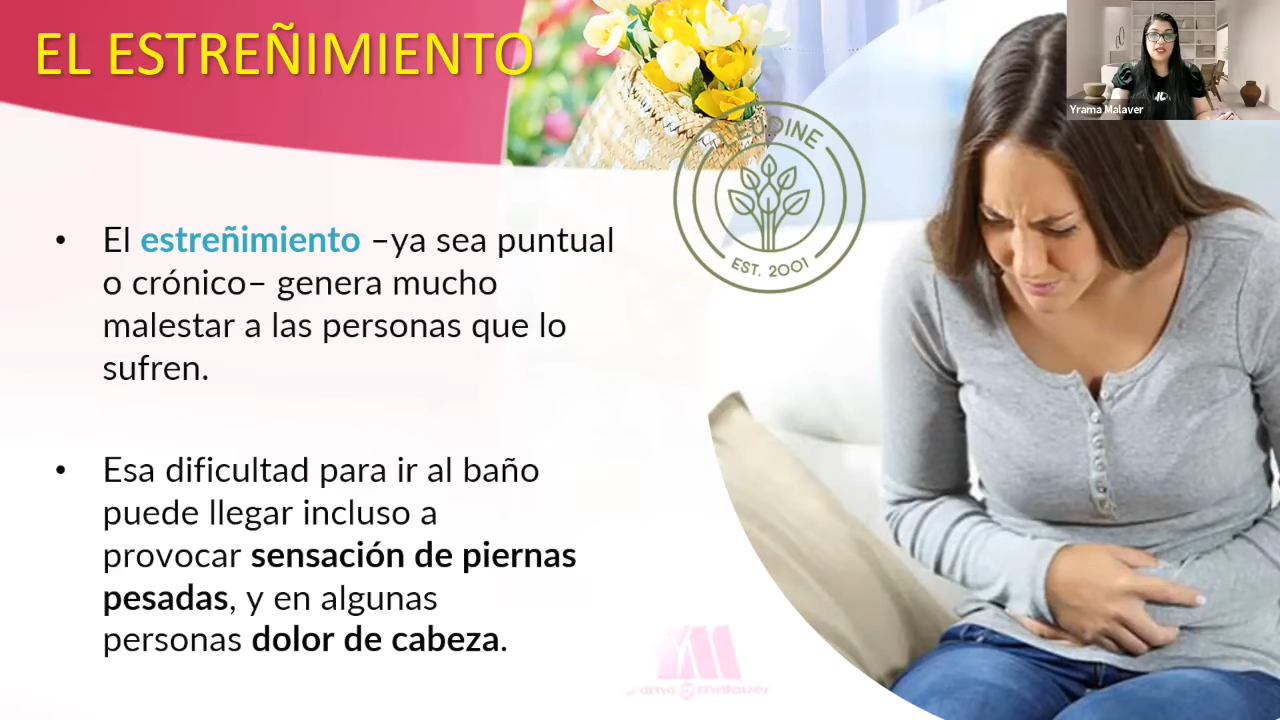 EL ESTREÑIMIENTO
Yrama Malaver
EST. 2001
• El estreñimiento –ya sea puntual
o crónico– genera mucho
malestar a las personas que lo
sufren.
• Esa dificultad para ir al baño
puede llegar incluso a
provocar sensación de piernas
pesadas, y en algunas
personas dolor de cabeza.
YM